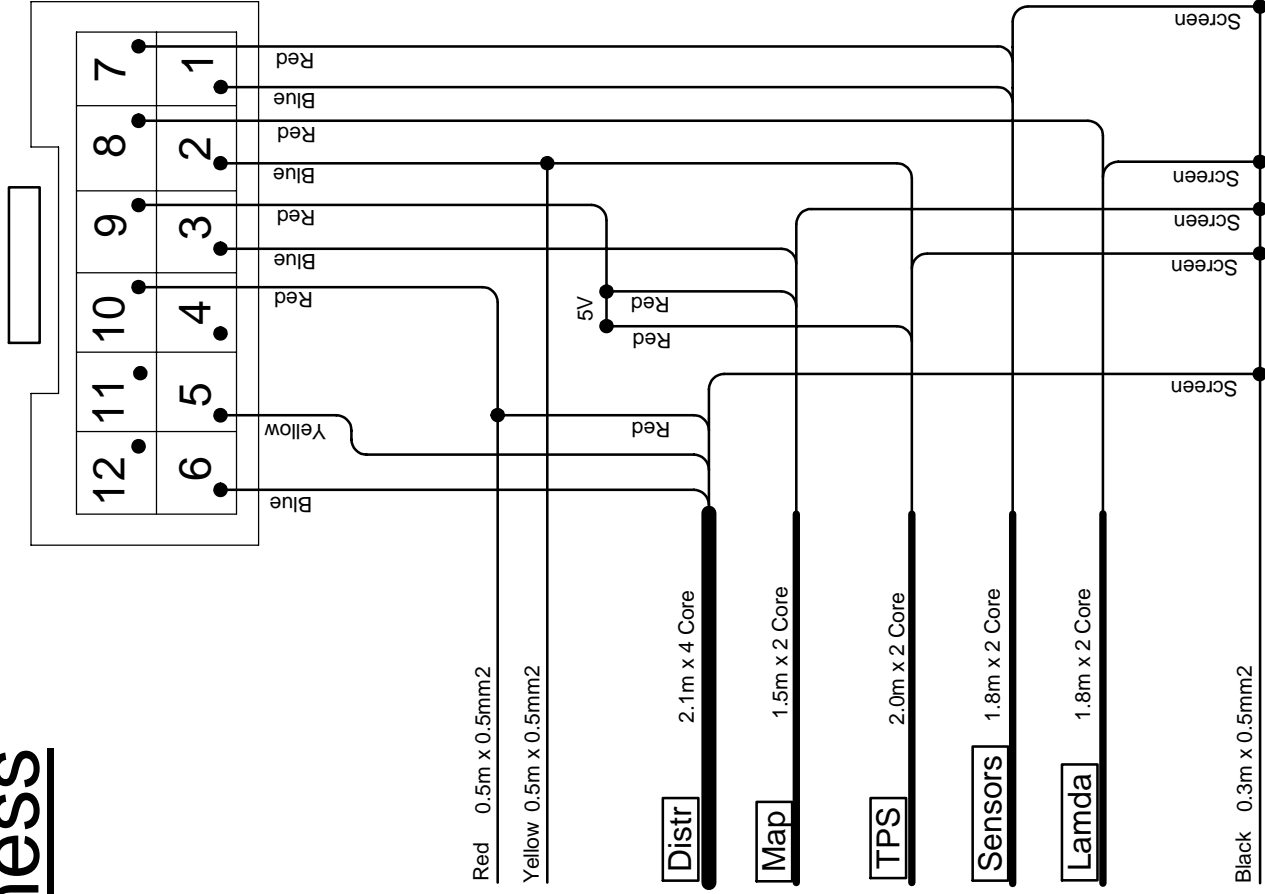 ness
7
8
9
10
11
12
1
2
3
4
5
6
Red
Blue
Red
Blue
Red
Blue
Red
Yellow
Blue
Screen
Screen
Screen
Screen
Screen
5V
Red
Red
Red
Red 0.5m x 0.5mm2
Yellow 0.5m x 0.5mm2
Distr
2.1m x 4 Core
Map
1.5m x 2 Core
TPS
2.0m x 2 Core
Sensors
1.8m x 2 Core
Lamda
1.8m x 2 Core
Black 0.3m x 0.5mm2